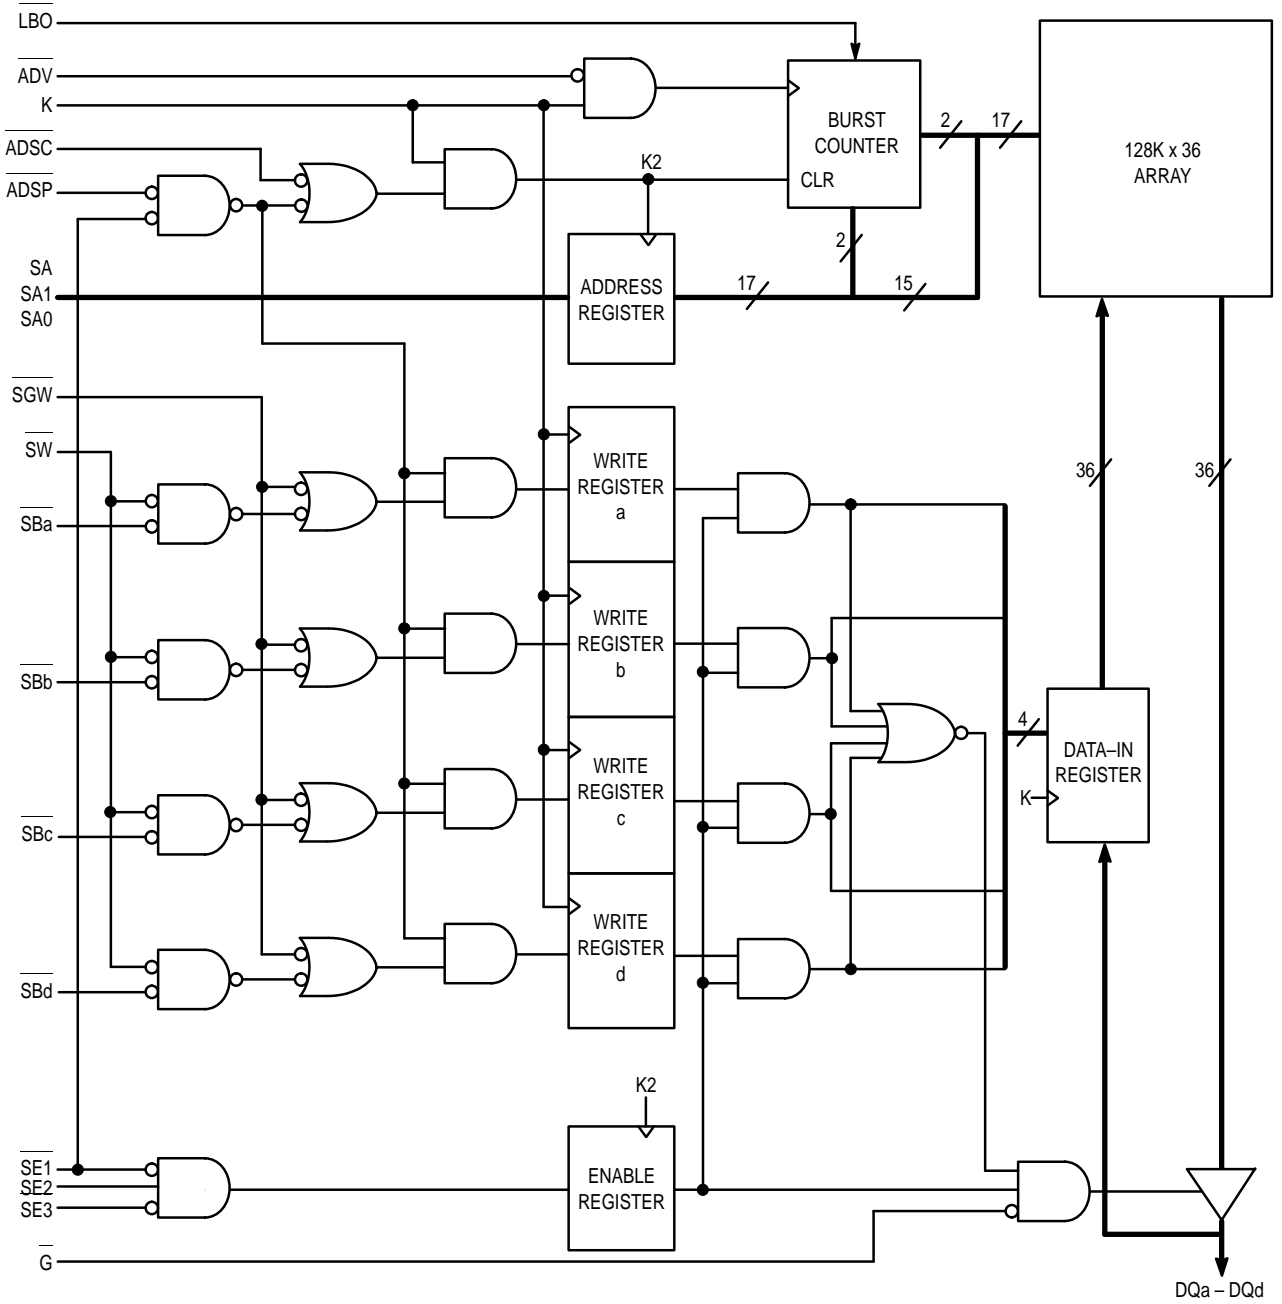 LBO
ADV
K
ADSC
ADSP
K2
BURST
COUNTER
CLR
2
17
128K x 36
ARRAY
2
SA
SA1
SA0
ADDRESS
REGISTER
17
15
SGW
SW
SBa
WRITE
REGISTER
a
36
36
SBb
WRITE
REGISTER
b
SBc
WRITE
REGISTER
c
4
DATA–IN
REGISTER
K
SBd
WRITE
REGISTER
d
K2
SE1
SE2
SE3
ENABLE
REGISTER
G
DQa – DQd